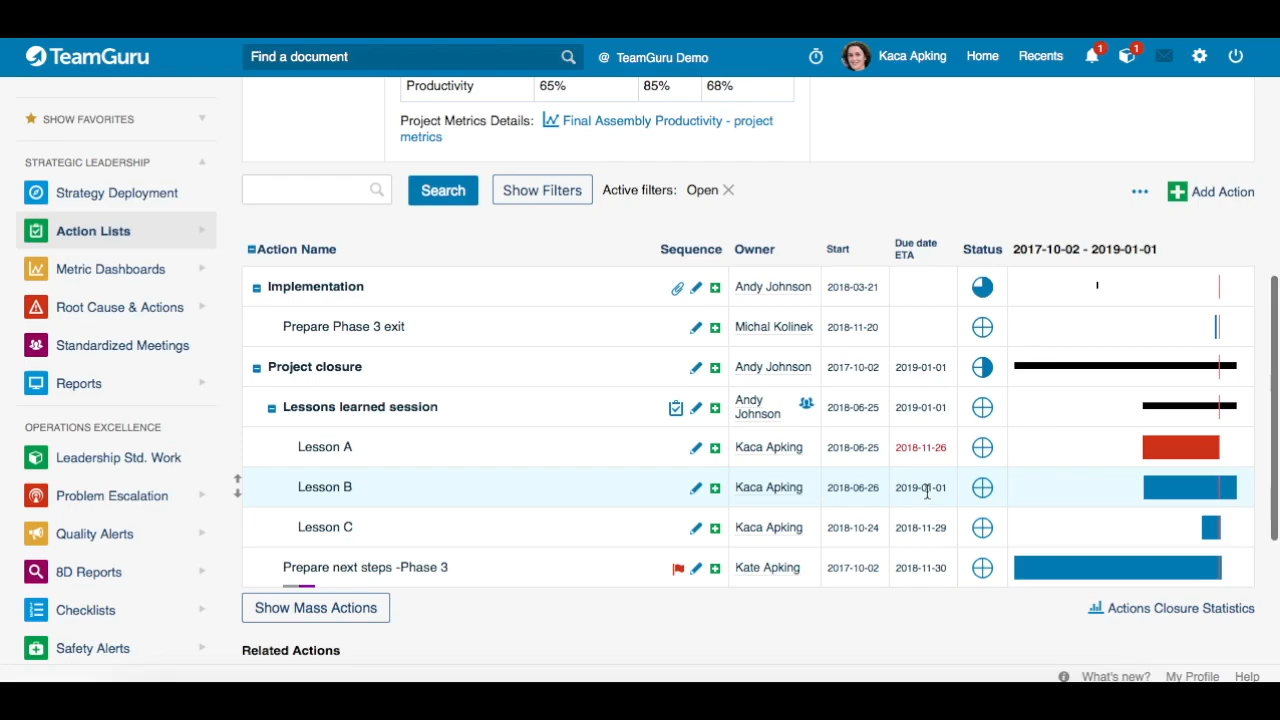 TeamGuru
Find a document
@ TeamGuru Demo
Kaca Apking
Home
Recents
1
1
SHOW FAVORITES
STRATEGIC LEADERSHIP
Strategy Deployment
Action Lists
Metric Dashboards
Root Cause & Actions
Standardized Meetings
Reports
OPERATIONS EXCELLENCE
Leadership Std. Work
Problem Escalation
Quality Alerts
8D Reports
Checklists
Safety Alerts
Productivity 65% 85% 68%
Project Metrics Details: Final Assembly Productivity - project
metrics
Search
Show Filters
Active filters: Open
Add Action
Action Name Sequence Owner Start Due date ETA Status 2017-10-02 - 2019-01-01
Implementation Andy Johnson 2018-03-21
Prepare Phase 3 exit Michal Kolinek 2018-11-20
Project closure Andy Johnson 2017-10-02 2019-01-01
Lessons learned session Andy Johnson 2018-06-25 2019-01-01
Lesson A Kaca Apking 2018-06-25 2018-11-26
Lesson B Kaca Apking 2018-06-26 2019-01-01
Lesson C Kaca Apking 2018-10-24 2018-11-29
Prepare next steps -Phase 3 Kate Apking 2017-10-02 2018-11-30
Show Mass Actions
Actions Closure Statistics
Related Actions
What's new? My Profile Help